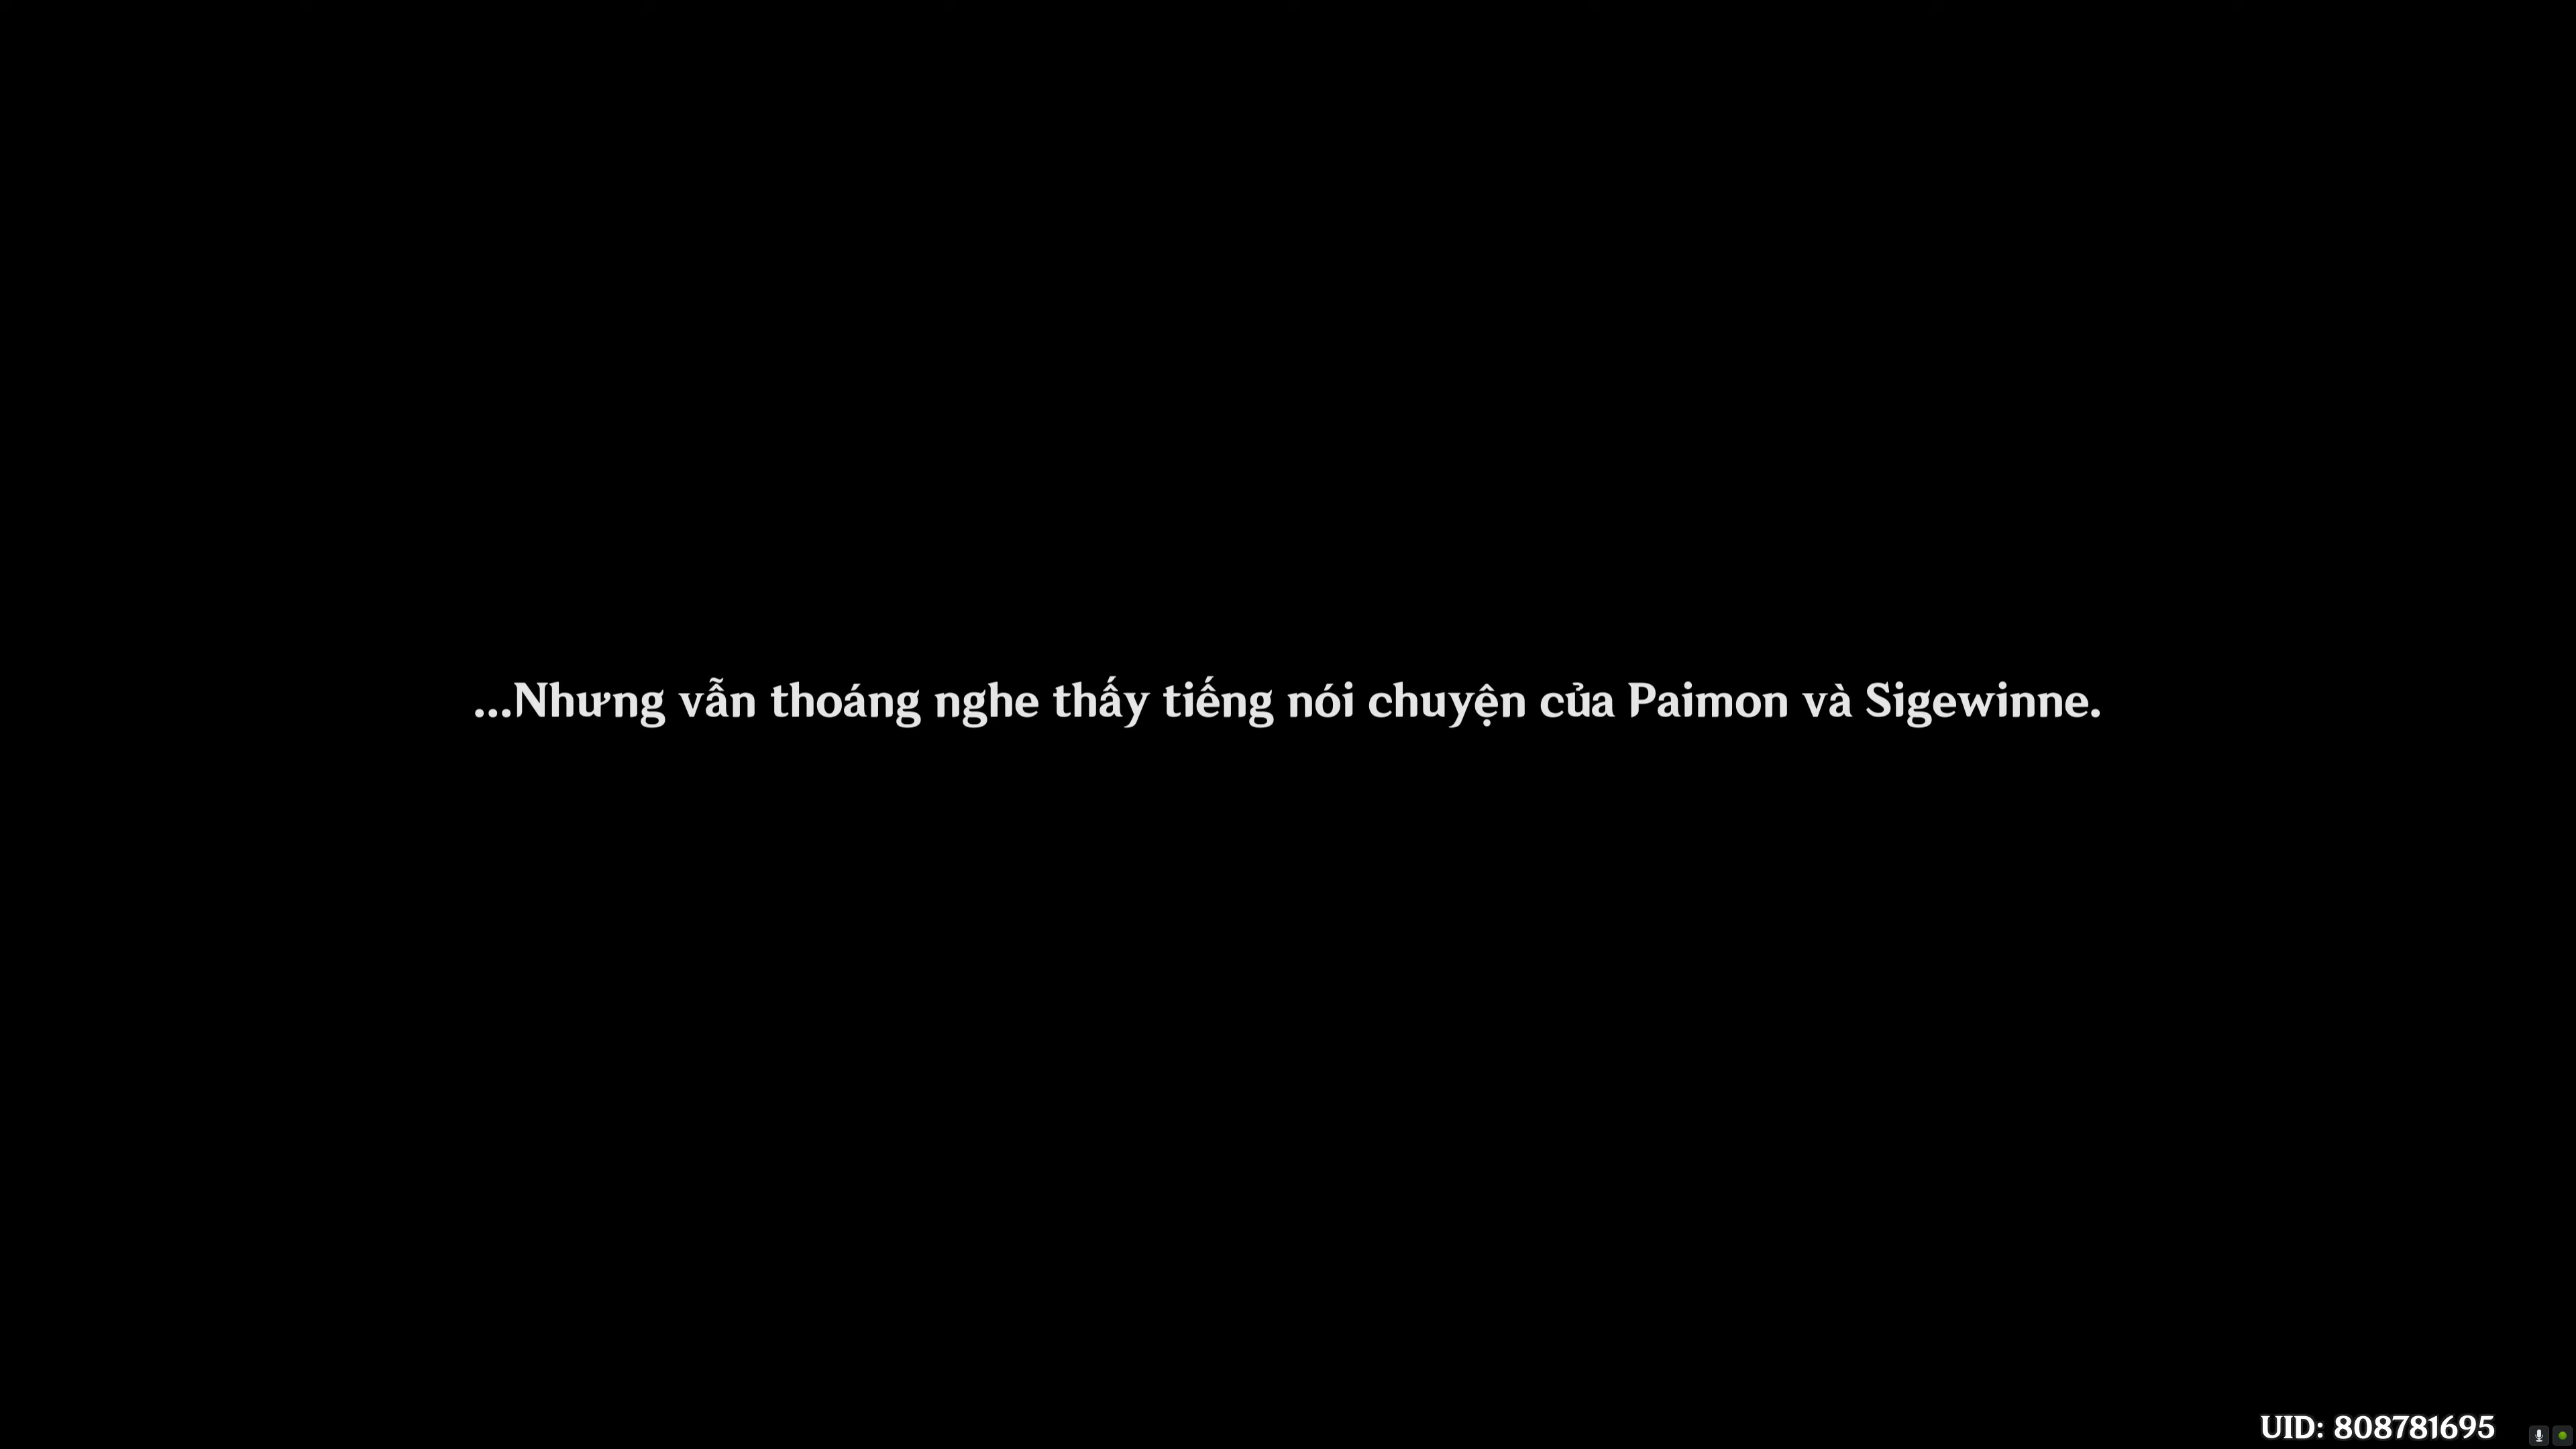 ...Nhưng vẫn thoáng nghe thấy tiếng nói chuyện của Paimon và Sigewinne.
UID: 808781695